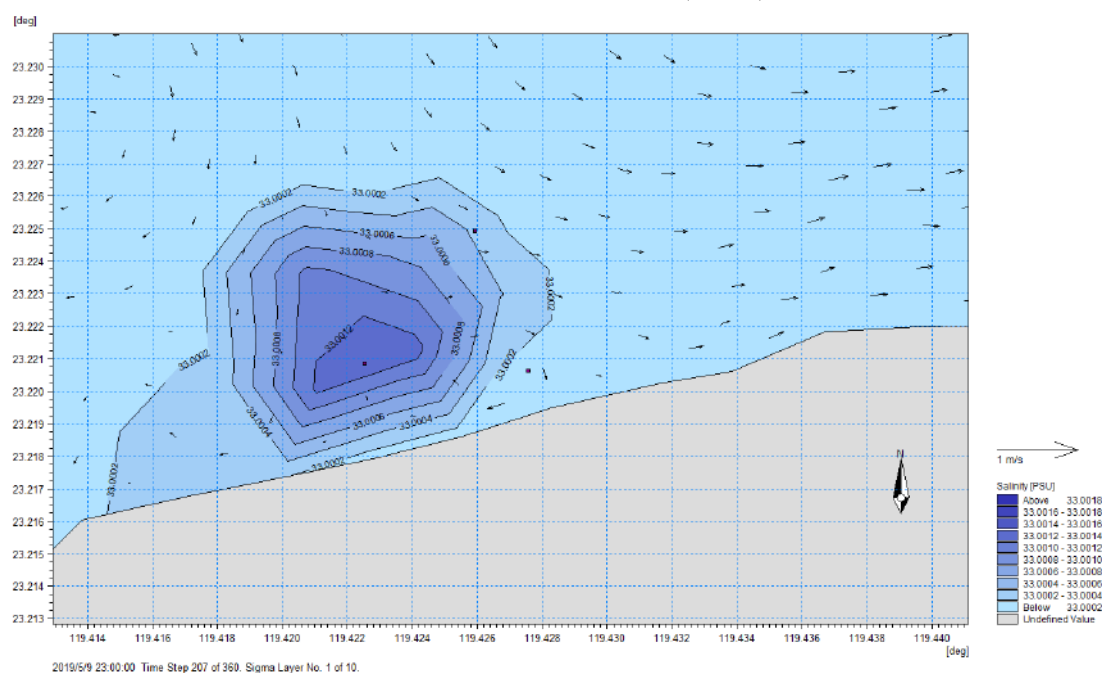 [deg]
23.230
23.229
23.228
23.227
23.226
23.225
23.224
23.223
23.222
23.221
23.220
23.219
23.218
23.217
23.216
23.215
23.214
23.213
33.0002
33.0002
33.0006
33.0008
33.0008
33.0002
33.0012
33.0008
33.0002
33.0002
33.0004
33.0006
33.0004
33.0002
33.0002
119.414
119.416
119.418
119.420
119.422
119.424
119.426
119.428
119.430
119.432
119.434
119.436
119.438
119.440
[deg]
N
1 m/s
Salinity [PSU]
Above 33.0018
33.0016 - 33.0018
33.0014 - 33.0016
33.0012 - 33.0014
33.0010 - 33.0012
33.0008 - 33.0010
33.0006 - 33.0008
33.0004 - 33.0006
33.0002 - 33.0004
Below 33.0002
Undefined Value
2019/5/9 23:00:00 Time Step 207 of 360. Sigma Layer No. 1 of 10.